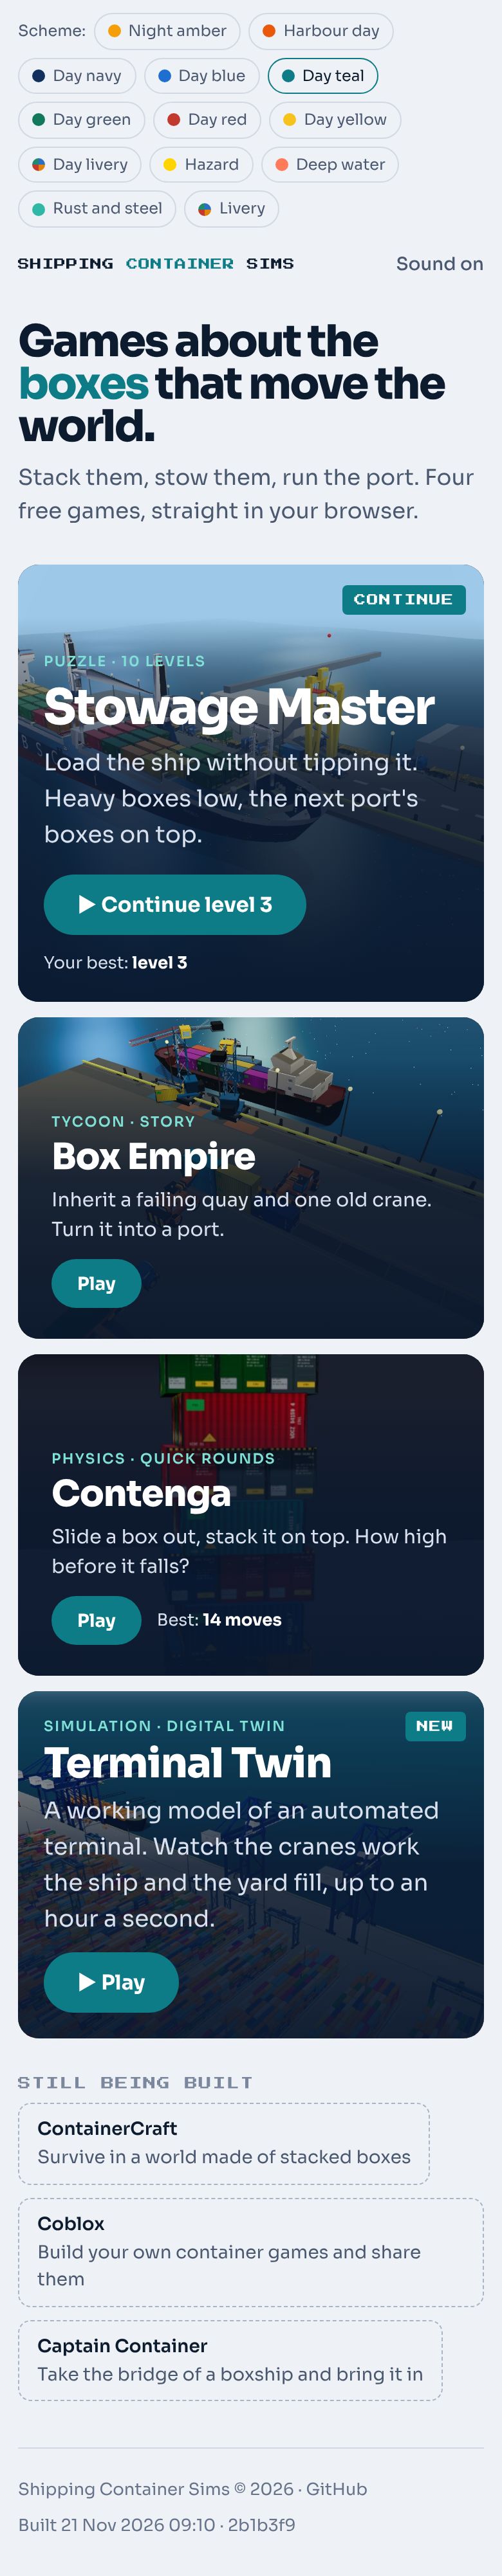 Scheme: Night amber Harbour day
Day navy Day blue Day teal
Day green Day red Day yellow
Day livery Hazard Deep water
Rust and steel Livery
SHIPPING CONTAINER SIMS Sound on
Games about the
boxes that move the
world.
Stack them, stow them, run the port. Four
free games, straight in your browser.
CONTINUE
PUZZLE · 10 LEVELS
Stowage Master
Load the ship without tipping it.
Heavy boxes low, the next port's
boxes on top.
▶ Continue level 3
Your best: level 3
TYCOON · STORY
Box Empire
Inherit a failing quay and one old crane.
Turn it into a port.
Play
PHYSICS · QUICK ROUNDS
Contenga
Slide a box out, stack it on top. How high
before it falls?
Play Best: 14 moves
SIMULATION · DIGITAL TWIN NEW
Terminal Twin
A working model of an automated
terminal. Watch the cranes work
the ship and the yard fill, up to an
hour a second.
▶ Play
STILL BEING BUILT
ContainerCraft
Survive in a world made of stacked boxes
Coblox
Build your own container games and share
them
Captain Container
Take the bridge of a boxship and bring it in
Shipping Container Sims © 2026 · GitHub
Built 21 Nov 2026 09:10 · 2b1b3f9